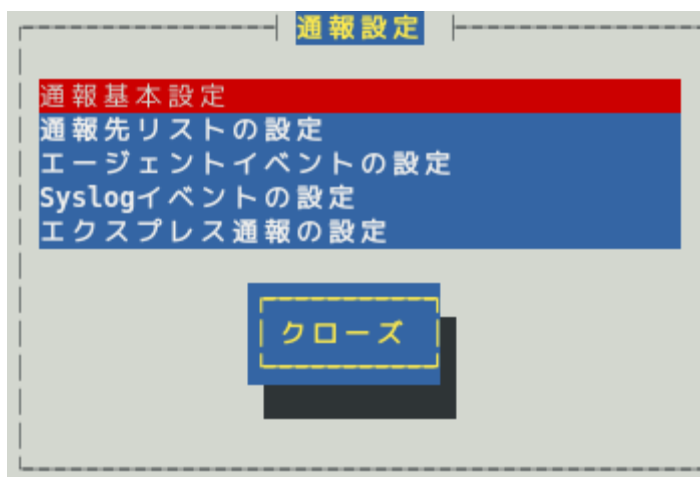 通報設定
通報基本設定
通報先リストの設定
エージェントイベントの設定
Syslogイベントの設定
エクスプレス通報の設定
クローズ